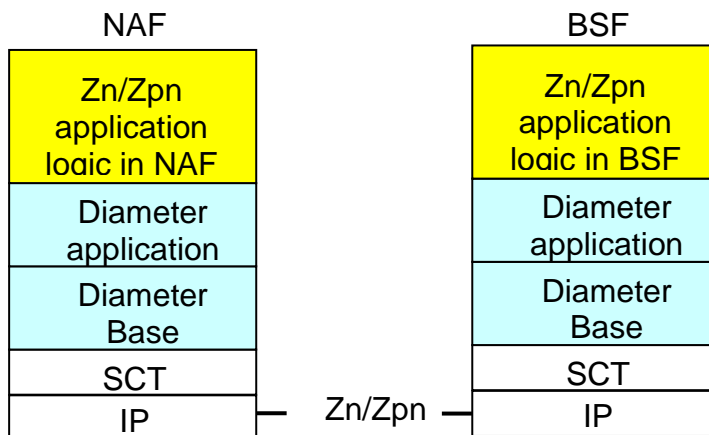 NAF
Zn/Zpn
application
logic in NAF
Diameter
application
Diameter
Base
SCT
IP
Zn/Zpn
BSF
Zn/Zpn
application
logic in BSF
Diameter
application
Diameter
Base
SCT
IP